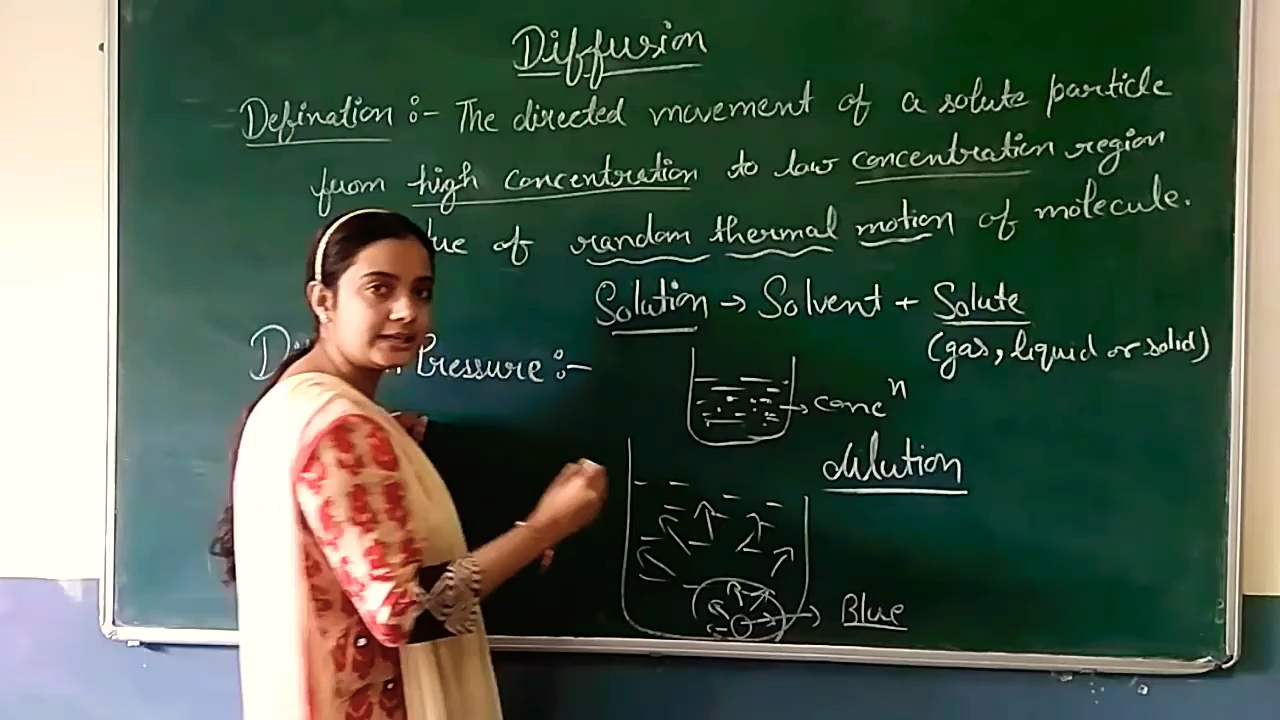 Diffusion
Defination :- The directed movement of a solute particle
from high concentration to low concentration region
due of random thermal motion of molecule.
Solution → Solvent + Solute
(gas, liquid or solid)
Pressure :-
→ concⁿ
dilution
→ Blue